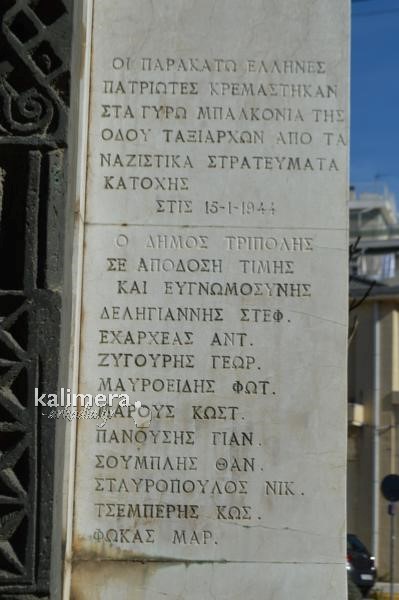 ΟΙ ΠΑΡΑΚΑΤΩ ΕΛΛΗΝΕΣ
ΠΑΤΡΙΩΤΕΣ ΚΡΕΜΑΣΤΗΚΑΝ
ΣΤΑ ΓΥΡΩ ΜΠΑΛΚΟΝΙΑ ΤΗΣ
ΟΔΟΥ ΤΑΞΙΑΡΧΩΝ ΑΠΟ ΤΑ
ΝΑΖΙΣΤΙΚΑ ΣΤΡΑΤΕΥΜΑΤΑ
ΚΑΤΟΧΗΣ
ΣΤΙΣ 15-1-1944
Ο ΔΗΜΟΣ ΤΡΙΠΟΛΗΣ
ΣΕ ΑΠΟΔΟΣΗ ΤΙΜΗΣ
ΚΑΙ ΕΥΓΝΩΜΟΣΥΝΗΣ
ΔΕΛΗΓΙΑΝΝΗΣ ΣΤΕΦ.
ΕΧΑΡΧΕΑΣ ΑΝΤ.
ΖΥΓΟΥΡΗΣ ΓΕΩΡ.
ΜΑΥΡΟΕΙΔΗΣ ΦΩΤ.
kalimera
ΚΩΣΤ.
ΠΑΝΟΥΣΗΣ ΓΙΑΝ.
ΣΟΥΜΠΛΗΣ ΘΑΝ.
ΣΤΑΥΡΟΠΟΥΛΟΣ ΝΙΚ.
ΤΣΕΜΠΕΡΗΣ ΚΩΣ.
ΦΩΚΑΣ ΜΑΡ.